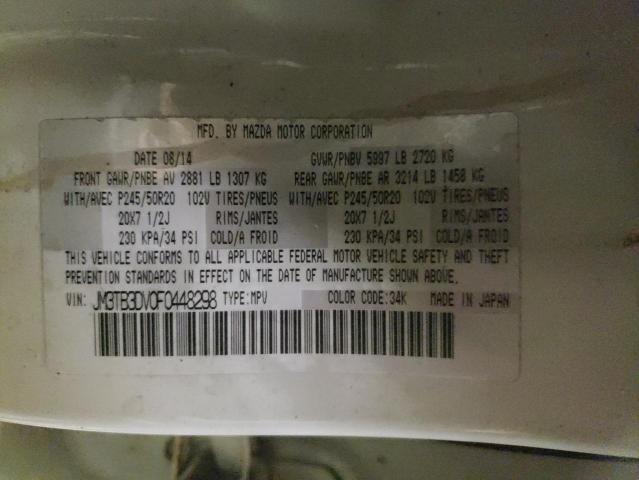 MFD. BY MAZDA MOTOR CORPORATION
DATE 08/14 GVWR/PNBV 5997 LB 2720 KG
FRONT GAWR/PNBE AV 2881 LB 1307 KG REAR GAWR/PNBE AR 3214 LB 1458 KG
WITH/AVEC P245/50R20 102V TIRES/PNEUS WITH/AVEC P245/50R20 102V TIRES/PNEUS
20X7 1/2J RIMS/JANTES 20X7 1/2J RIMS/JANTES
230 KPA/34 PSI COLD/A FROID 230 KPA/34 PSI COLD/A FROID
THIS VEHICLE CONFORMS TO ALL APPLICABLE FEDERAL MOTOR VEHICLE SAFETY AND THEFT
PREVENTION STANDARDS IN EFFECT ON THE DATE OF MANUFACTURE SHOWN ABOVE.
VIN: JM3TB3DV0F0448298 TYPE:MPV COLOR CODE:34K MADE IN JAPAN